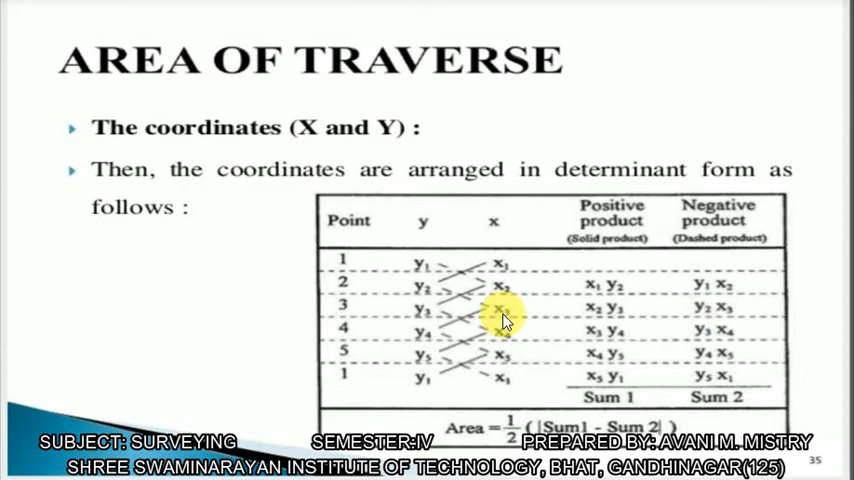 AREA OF TRAVERSE
The coordinates (X and Y) :
Then, the coordinates are arranged in determinant form as
follows :
Point y x Positive product (Solid product) Negative product (Dashed product)
1 y₁ x₁
2 y₂ x₂ x₁ y₂ y₁ x₂
3 y₃ x₃ x₂ y₃ y₂ x₃
4 y₄ x₄ x₃ y₄ y₃ x₄
5 y₅ x₅ x₄ y₅ y₄ x₅
1 y₁ x₁ x₅ y₁ y₅ x₁
Sum 1 Sum 2
Area = 1/2 ( |Sum1 - Sum 2| )
SUBJECT: SURVEYING SEMESTER:IV PREPARED BY: AVANI M. MISTRY
SHREE SWAMINARAYAN INSTITUTE OF TECHNOLOGY, BHAT, GANDHINAGAR(125)
35